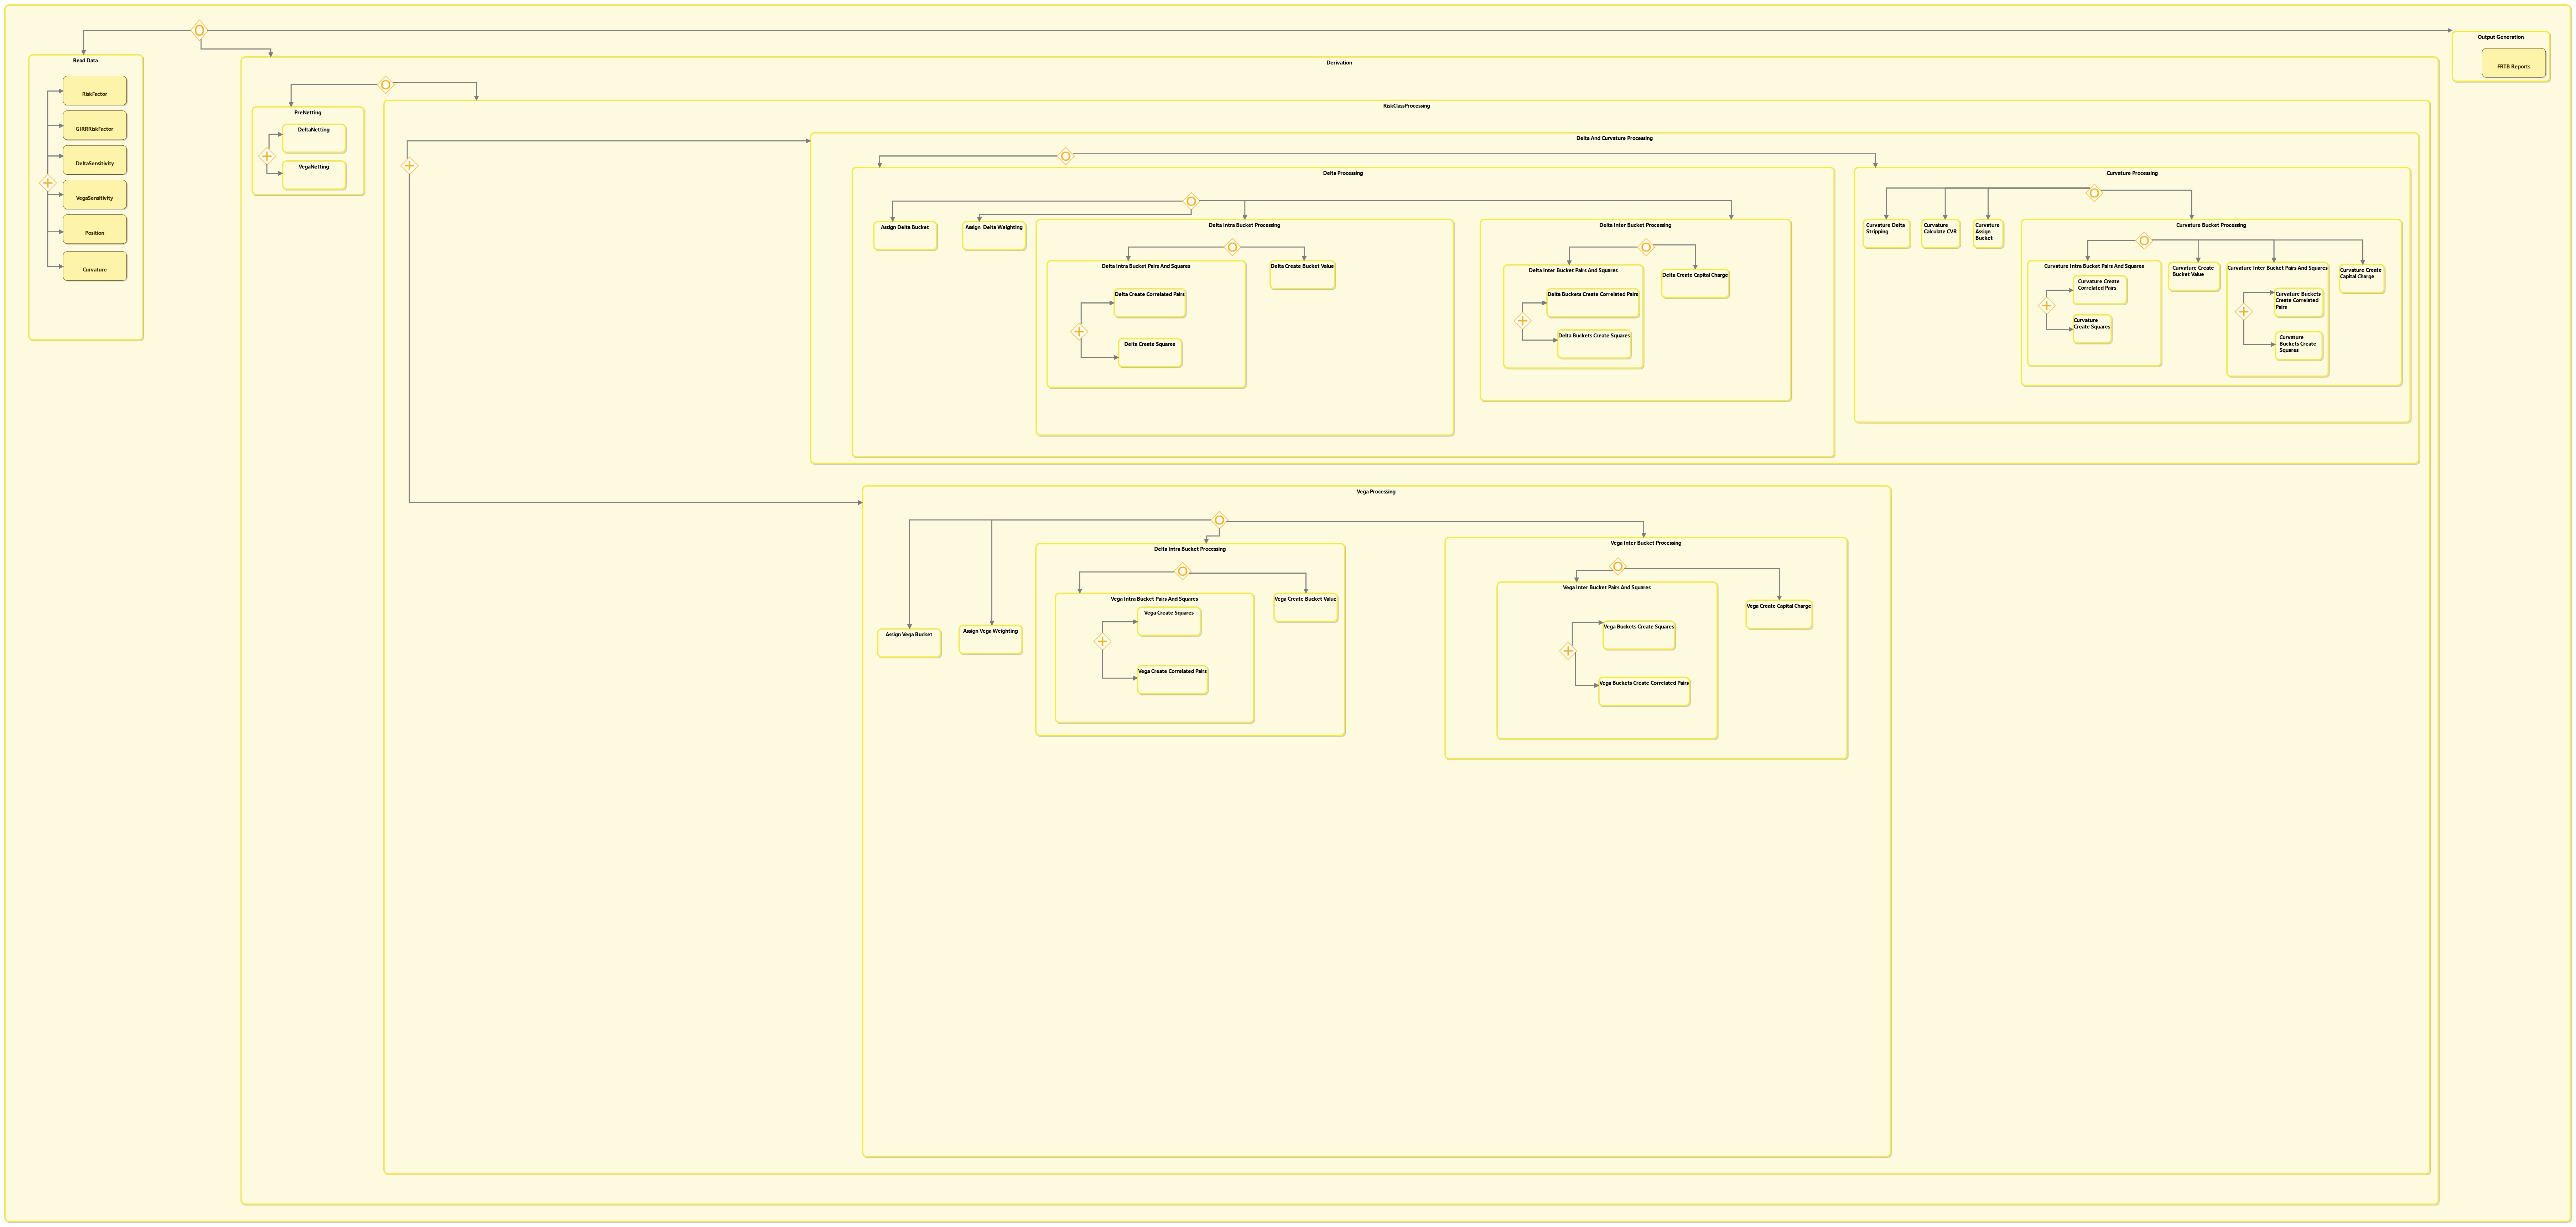 Output Generation
FRTB Reports
Read Data
RiskFactor
GIRRRiskFactor
DeltaSensitivity
VegaSensitivity
Position
Curvature
Derivation
PreNetting
DeltaNetting
VegaNetting
RiskClassProcessing
Delta And Curvature Processing
Delta Processing
Assign Delta Bucket
Assign  Delta Weighting
Delta Intra Bucket Processing
Delta Intra Bucket Pairs And Squares
Delta Create Correlated Pairs
Delta Create Squares
Delta Create Bucket Value
Delta Inter Bucket Processing
Delta Inter Bucket Pairs And Squares
Delta Buckets Create Correlated Pairs
Delta Buckets Create Squares
Delta Create Capital Charge
Curvature Processing
Curvature Delta
Stripping
Curvature
Calculate CVR
Curvature
Assign
Bucket
Curvature Bucket Processing
Curvature Intra Bucket Pairs And Squares
Curvature Create
Correlated Pairs
Curvature
Create Squares
Curvature Create
Bucket Value
Curvature Inter Bucket Pairs And Squares
Curvature Buckets
Create Correlated
Pairs
Curvature
Buckets Create
Squares
Curvature Create
Capital Charge
Vega Processing
Assign Vega Bucket
Assign Vega Weighting
Delta Intra Bucket Processing
Vega Intra Bucket Pairs And Squares
Vega Create Squares
Vega Create Correlated Pairs
Vega Create Bucket Value
Vega Inter Bucket Processing
Vega Inter Bucket Pairs And Squares
Vega Buckets Create Squares
Vega Buckets Create Correlated Pairs
Vega Create Capital Charge